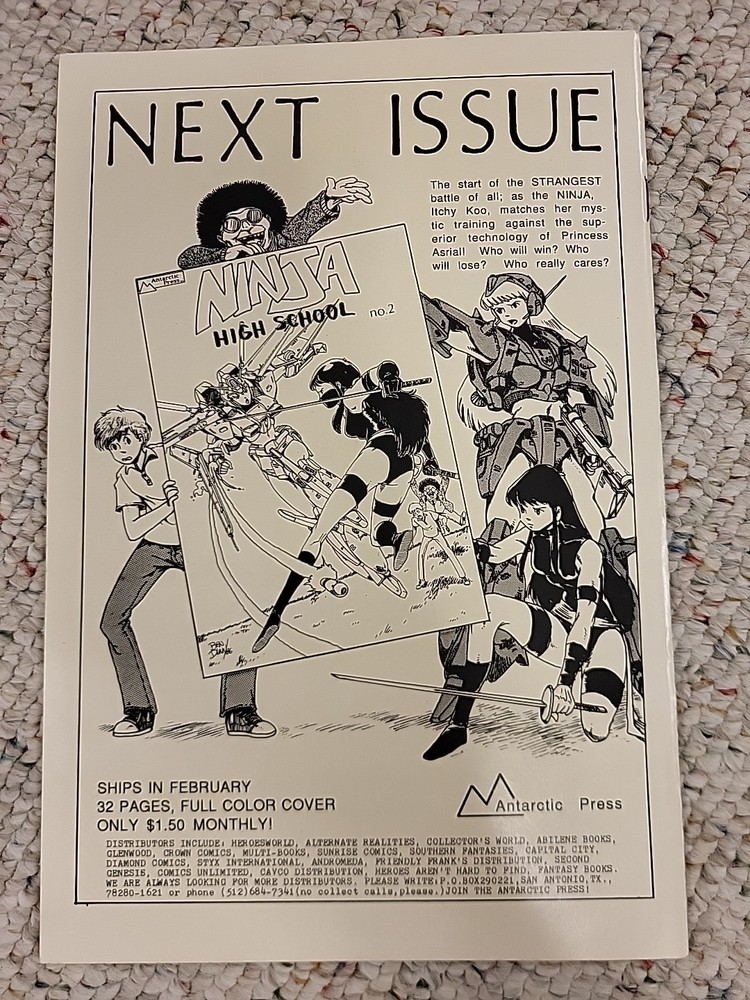 NEXT ISSUE
The start of the STRANGEST
battle of all; as the NINJA,
Itchy Koo, matches her mys-
tic training against the sup-
erior technology of Princess
Asrial! Who will win? Who
will lose? Who really cares?
Antarctic
Press
NINJA
HIGH SCHOOL no.2
BEN
DUNN
SHIPS IN FEBRUARY
32 PAGES, FULL COLOR COVER
ONLY $1.50 MONTHLY!
Antarctic Press
DISTRIBUTORS INCLUDE: HEROESWORLD, ALTERNATE REALITIES, COLLECTOR'S WORLD, ABILENE BOOKS,
GLENWOOD, CROWN COMICS, MULTI-BOOKS, SUNRISE COMICS, SOUTHERN FANTASIES, CAPITAL CITY,
DIAMOND COMICS, STYX INTERNATIONAL, ANDROMEDA, FRIENDLY FRANK'S DISTRIBUTION, SECOND
GENESIS, COMICS UNLIMITED, CAVCO DISTRIBUTION, HEROES AREN'T HARD TO FIND, FANTASY BOOKS.
WE ARE ALWAYS LOOKING FOR MORE DISTRIBUTORS. PLEASE WRITE:P.O.BOX290221,SAN ANTONIO,TX.,
78280-1621 or phone (512)684-7341(no collect calls,please.)JOIN THE ANTARCTIC PRESS!